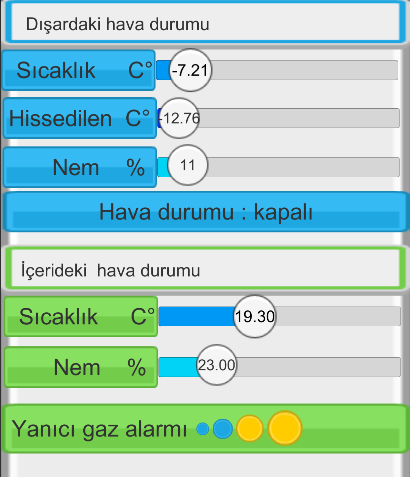 Dışardaki hava durumu
Sıcaklık C° -7.21
Hissedilen C° -12.76
Nem % 11
Hava durumu : kapalı
İçerideki hava durumu
Sıcaklık C° 19.30
Nem % 23.00
Yanıcı gaz alarmı